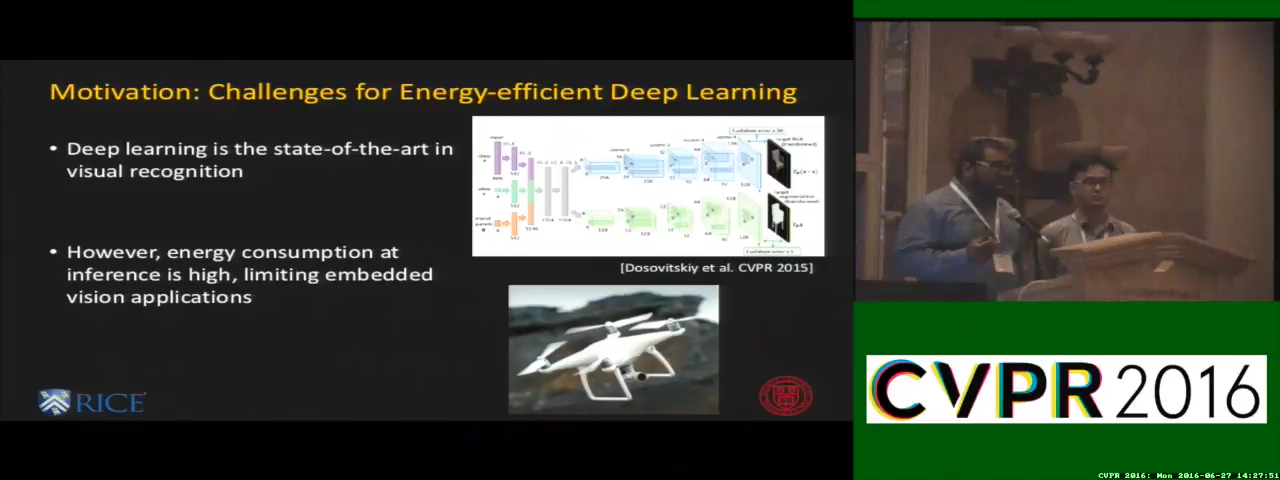 Motivation: Challenges for Energy-efficient Deep Learning
• Deep learning is the state-of-the-art in
visual recognition
• However, energy consumption at
inference is high, limiting embedded
vision applications
[Dosovitskiy et al. CVPR 2015]
RICE
CVPR 2016
CVPR 2016: Mon 2016-06-27 14:27:51